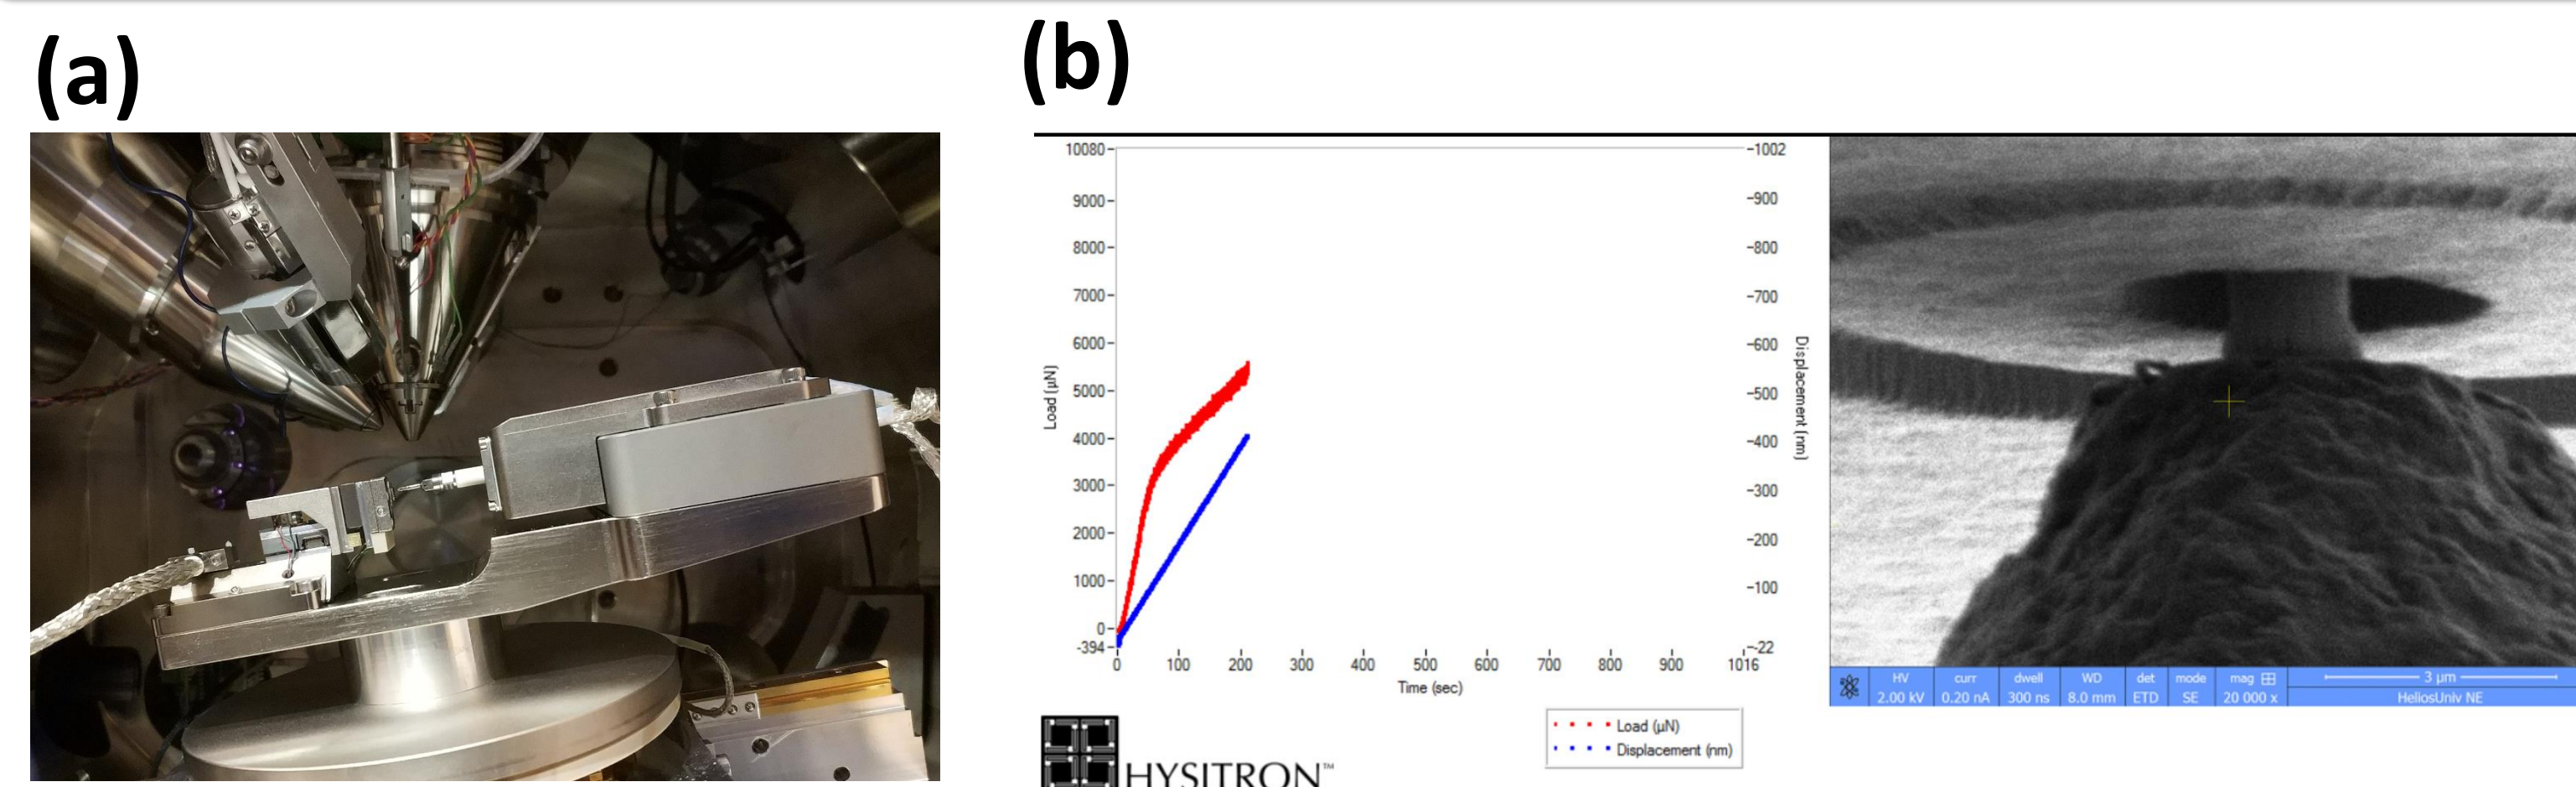 (a)
(b)
10080
9000
8000
7000
6000
5000
4000
3000
2000
1000
0
-394
Load (µN)
0 100 200 300 400 500 600 700 800 900 1016
Time (sec)
1002
900
800
700
600
500
400
300
200
100
-22
Displacement (nm)
Load (µN)
Displacement (nm)
HYSITRON™
HV curr dwell WD det mode mag 3 µm
2.00 kV 0.20 nA 300 ns 8.0 mm ETD SE 20 000 x HeliosUniv NE